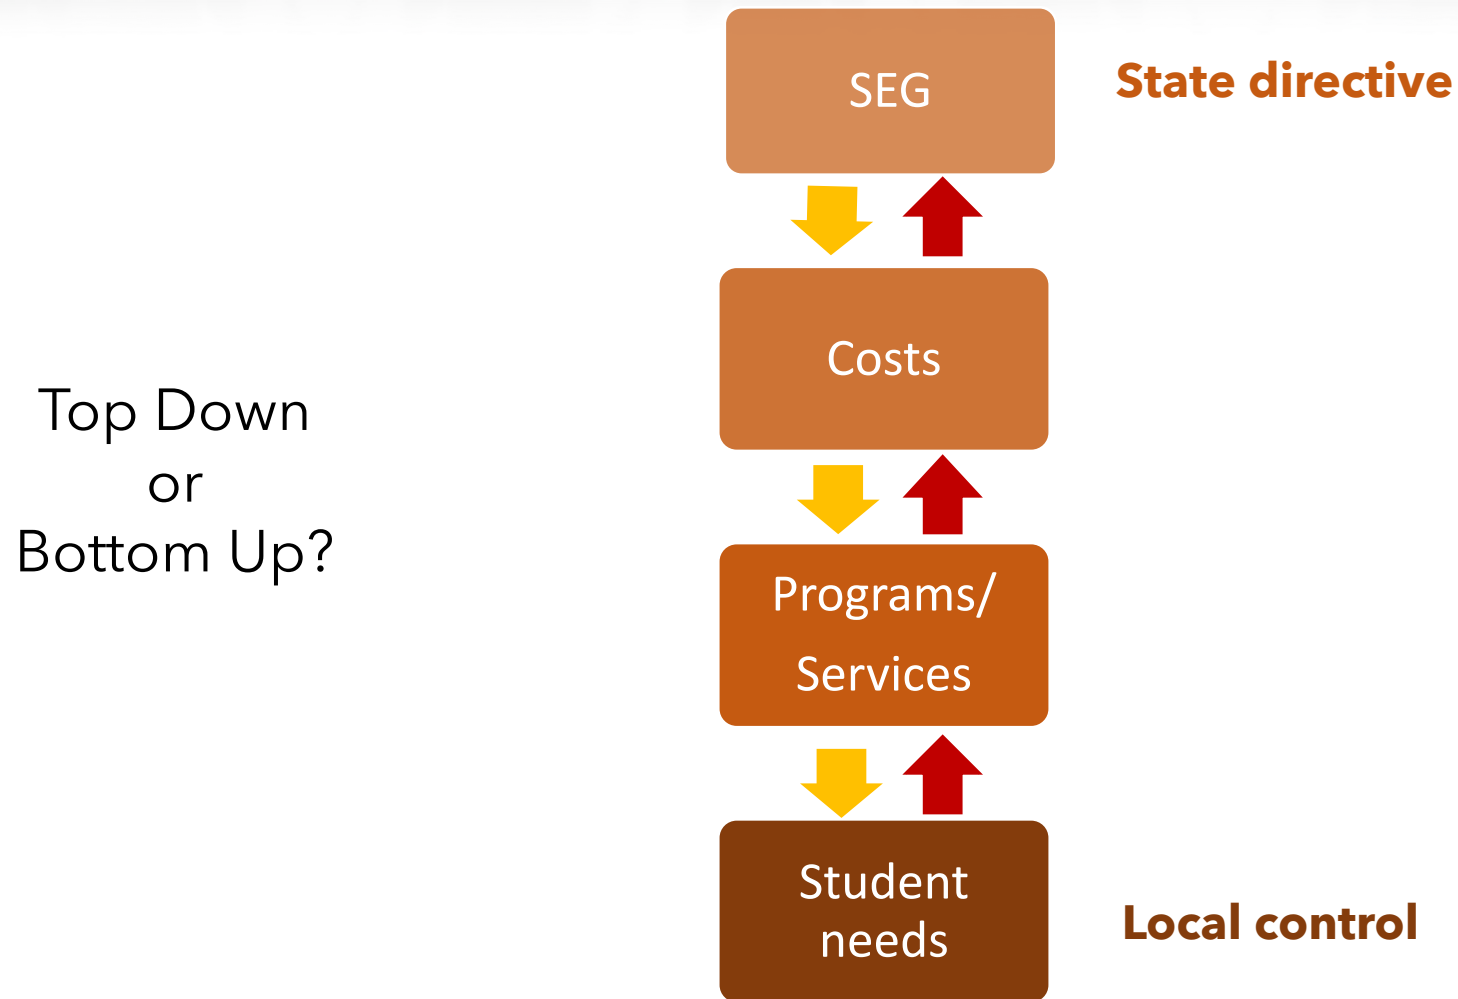 SEG
State directive
Costs
Top Down
or
Bottom Up?
Programs/
Services
Student
needs
Local control